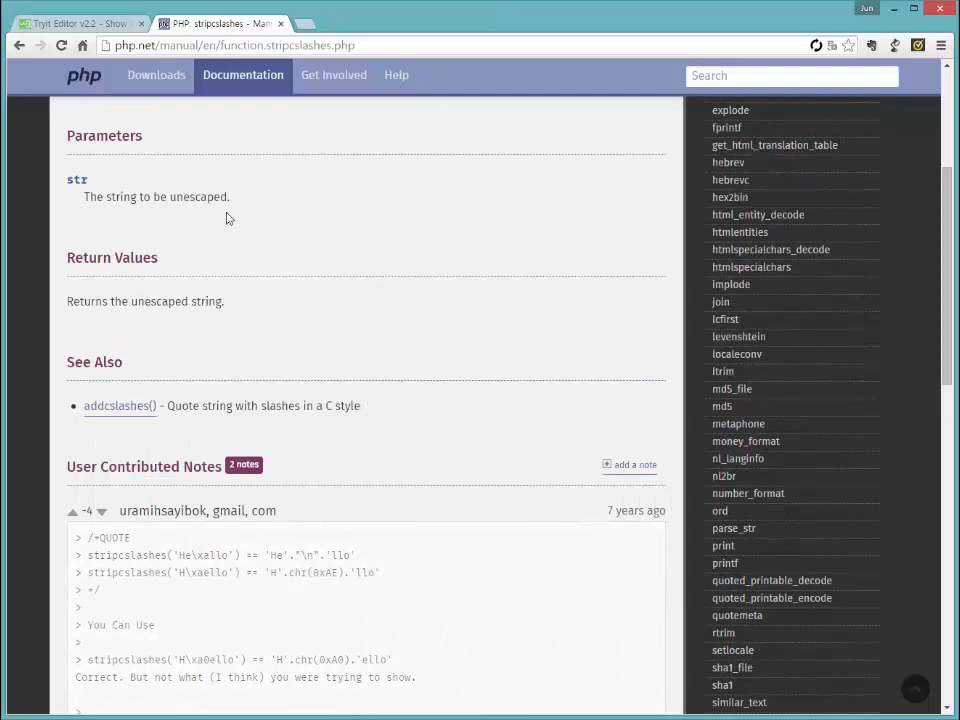 Jun
Tryit Editor v2.2 - Show
PHP: stripcslashes - Man
php.net/manual/en/function.stripcslashes.php
php
Downloads
Documentation
Get Involved
Help
Search
Parameters
str
The string to be unescaped.
Return Values
Returns the unescaped string.
See Also
• addcslashes() - Quote string with slashes in a C style
User Contributed Notes 2 notes
add a note
-4 uramihsayibok, gmail, com
7 years ago
> /*QUOTE
> stripcslashes('He\xallo') == 'He'."\n".'llo'
> stripcslashes('H\xaello') == 'H'.chr(0xAE).'llo'
> */
>
> You Can Use
>
> stripcslashes('H\xa0ello') == 'H'.chr(0xA0).'ello'
Correct. But not what (I think) you were trying to show.
>
explode
fprintf
get_html_translation_table
hebrev
hebrevc
hex2bin
html_entity_decode
htmlentities
htmlspecialchars_decode
htmlspecialchars
implode
join
lcfirst
levenshtein
localeconv
ltrim
md5_file
md5
metaphone
money_format
nl_langinfo
nl2br
number_format
ord
parse_str
print
printf
quoted_printable_decode
quoted_printable_encode
quotemeta
rtrim
setlocale
sha1_file
sha1
similar_text